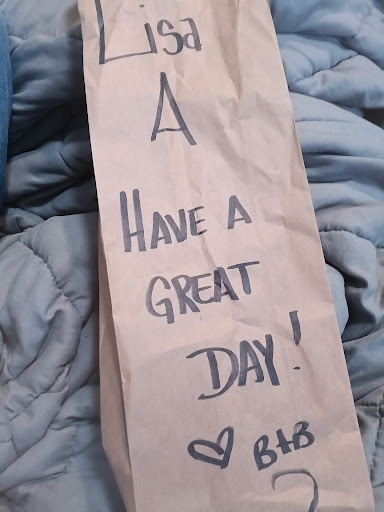 Lisa
A
HAVE A
GREAT
DAY!
♡ B+B